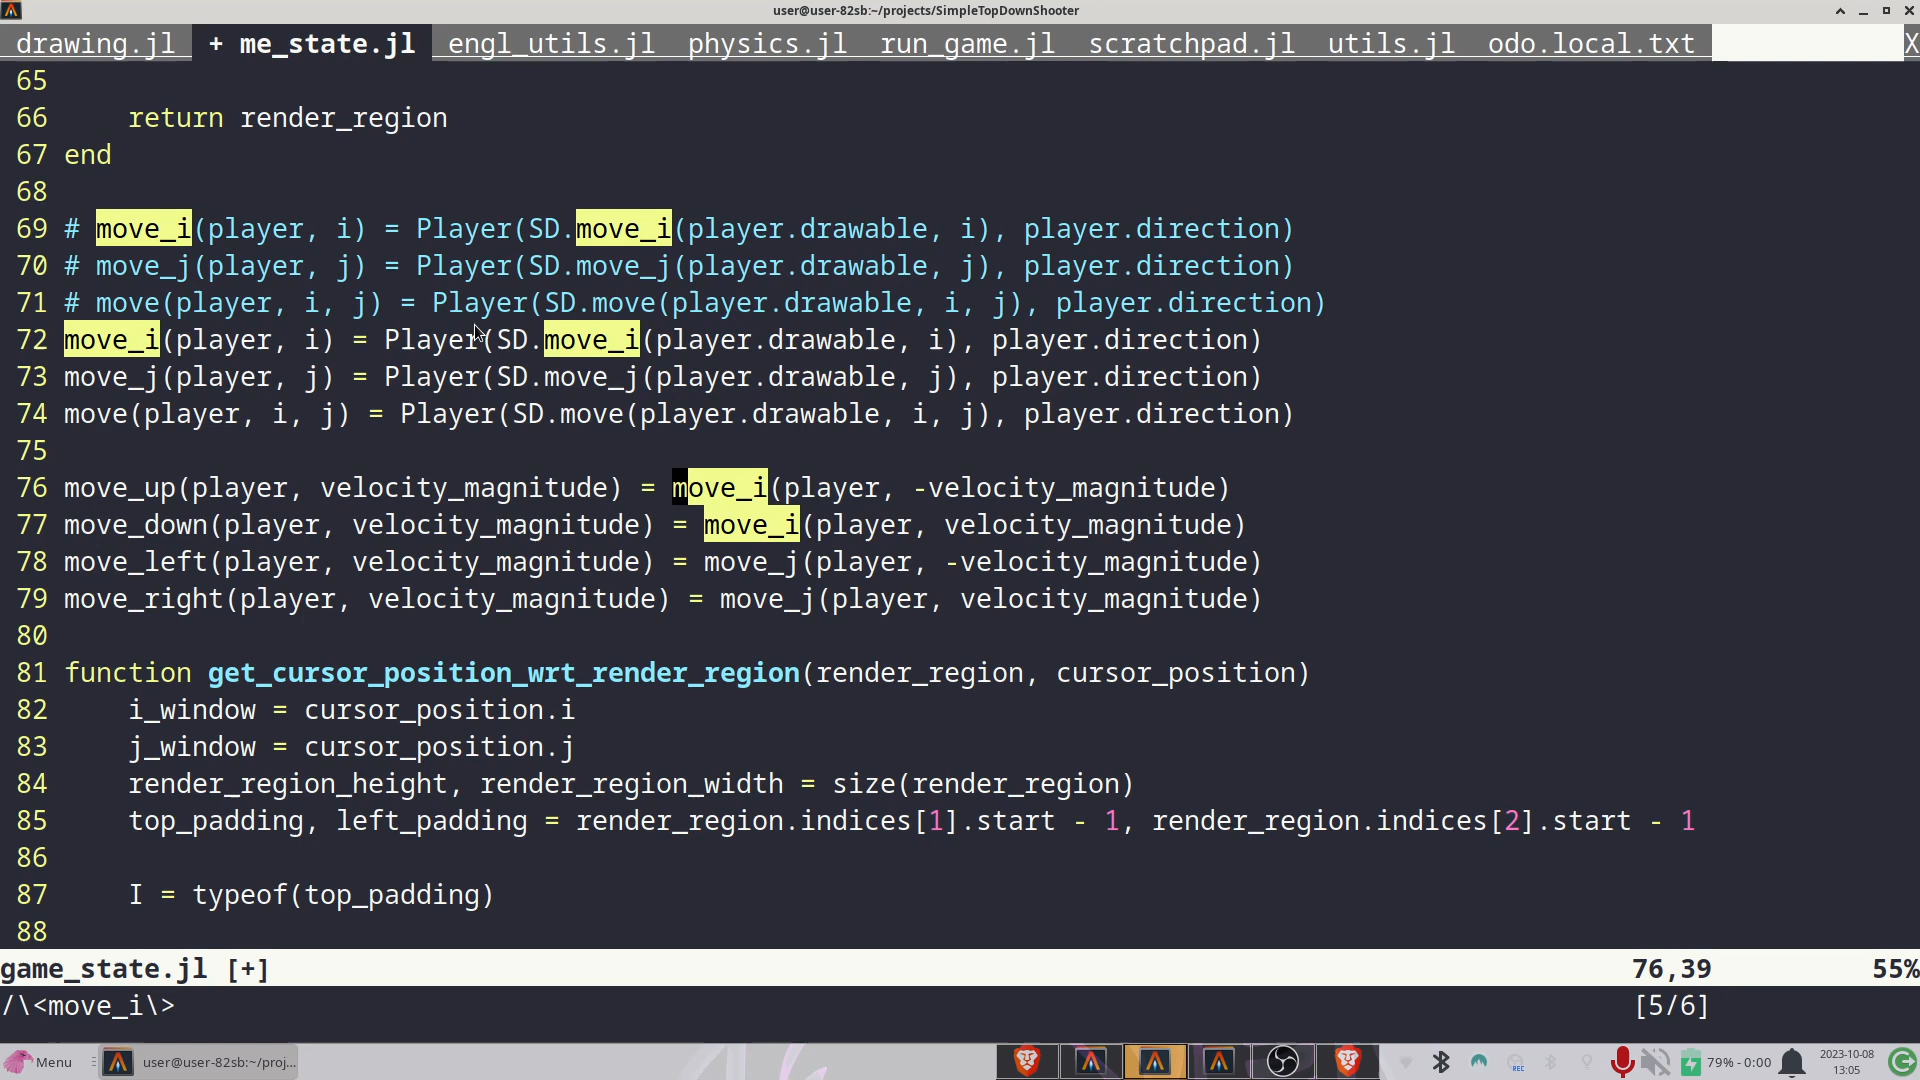 user@user-82sb:~/projects/SimpleTopDownShooter
drawing.jl + me_state.jl engl_utils.jl physics.jl run_game.jl scratchpad.jl utils.jl odo.local.txt X
65
66     return render_region
67 end
68
69 # move_i(player, i) = Player(SD.move_i(player.drawable, i), player.direction)
70 # move_j(player, j) = Player(SD.move_j(player.drawable, j), player.direction)
71 # move(player, i, j) = Player(SD.move(player.drawable, i, j), player.direction)
72 move_i(player, i) = Player(SD.move_i(player.drawable, i), player.direction)
73 move_j(player, j) = Player(SD.move_j(player.drawable, j), player.direction)
74 move(player, i, j) = Player(SD.move(player.drawable, i, j), player.direction)
75
76 move_up(player, velocity_magnitude) = move_i(player, -velocity_magnitude)
77 move_down(player, velocity_magnitude) = move_i(player, velocity_magnitude)
78 move_left(player, velocity_magnitude) = move_j(player, -velocity_magnitude)
79 move_right(player, velocity_magnitude) = move_j(player, velocity_magnitude)
80
81 function get_cursor_position_wrt_render_region(render_region, cursor_position)
82     i_window = cursor_position.i
83     j_window = cursor_position.j
84     render_region_height, render_region_width = size(render_region)
85     top_padding, left_padding = render_region.indices[1].start - 1, render_region.indices[2].start - 1
86
87     I = typeof(top_padding)
88
game_state.jl [+] 76,39 55%
/\<move_i\> [5/6]
Menu user@user-82sb:~/proj... REC 79% - 0:00 2023-10-08
13:05